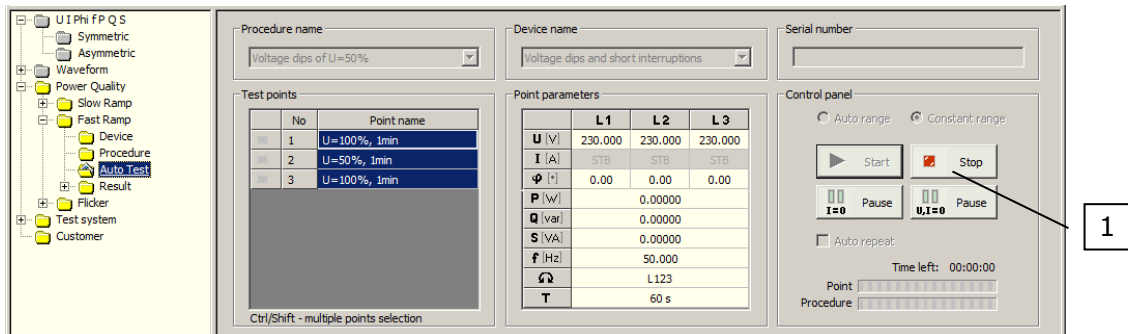 U I Phi f P Q S
Symmetric
Asymmetric
Waveform
Power Quality
Slow Ramp
Fast Ramp
Device
Procedure
Auto Test
Result
Flicker
Test system
Customer
Procedure name
Voltage dips of U=50%
Device name
Voltage dips and short interruptions
Serial number
Test points
No Point name
1 U=100%, 1min
2 U=50%, 1min
3 U=100%, 1min
Ctrl/Shift - multiple points selection
Point parameters
L1 L2 L3
U [V] 230.000 230.000 230.000
I [A] STB STB STB
φ [°] 0.00 0.00 0.00
P [W] 0.00000
Q [var] 0.00000
S [VA] 0.00000
f [Hz] 50.000
L123
T 60 s
Control panel
Auto range Constant range
Start Stop
I=0 Pause U,I=0 Pause
Auto repeat
Time left: 00:00:00
Point
Procedure
1